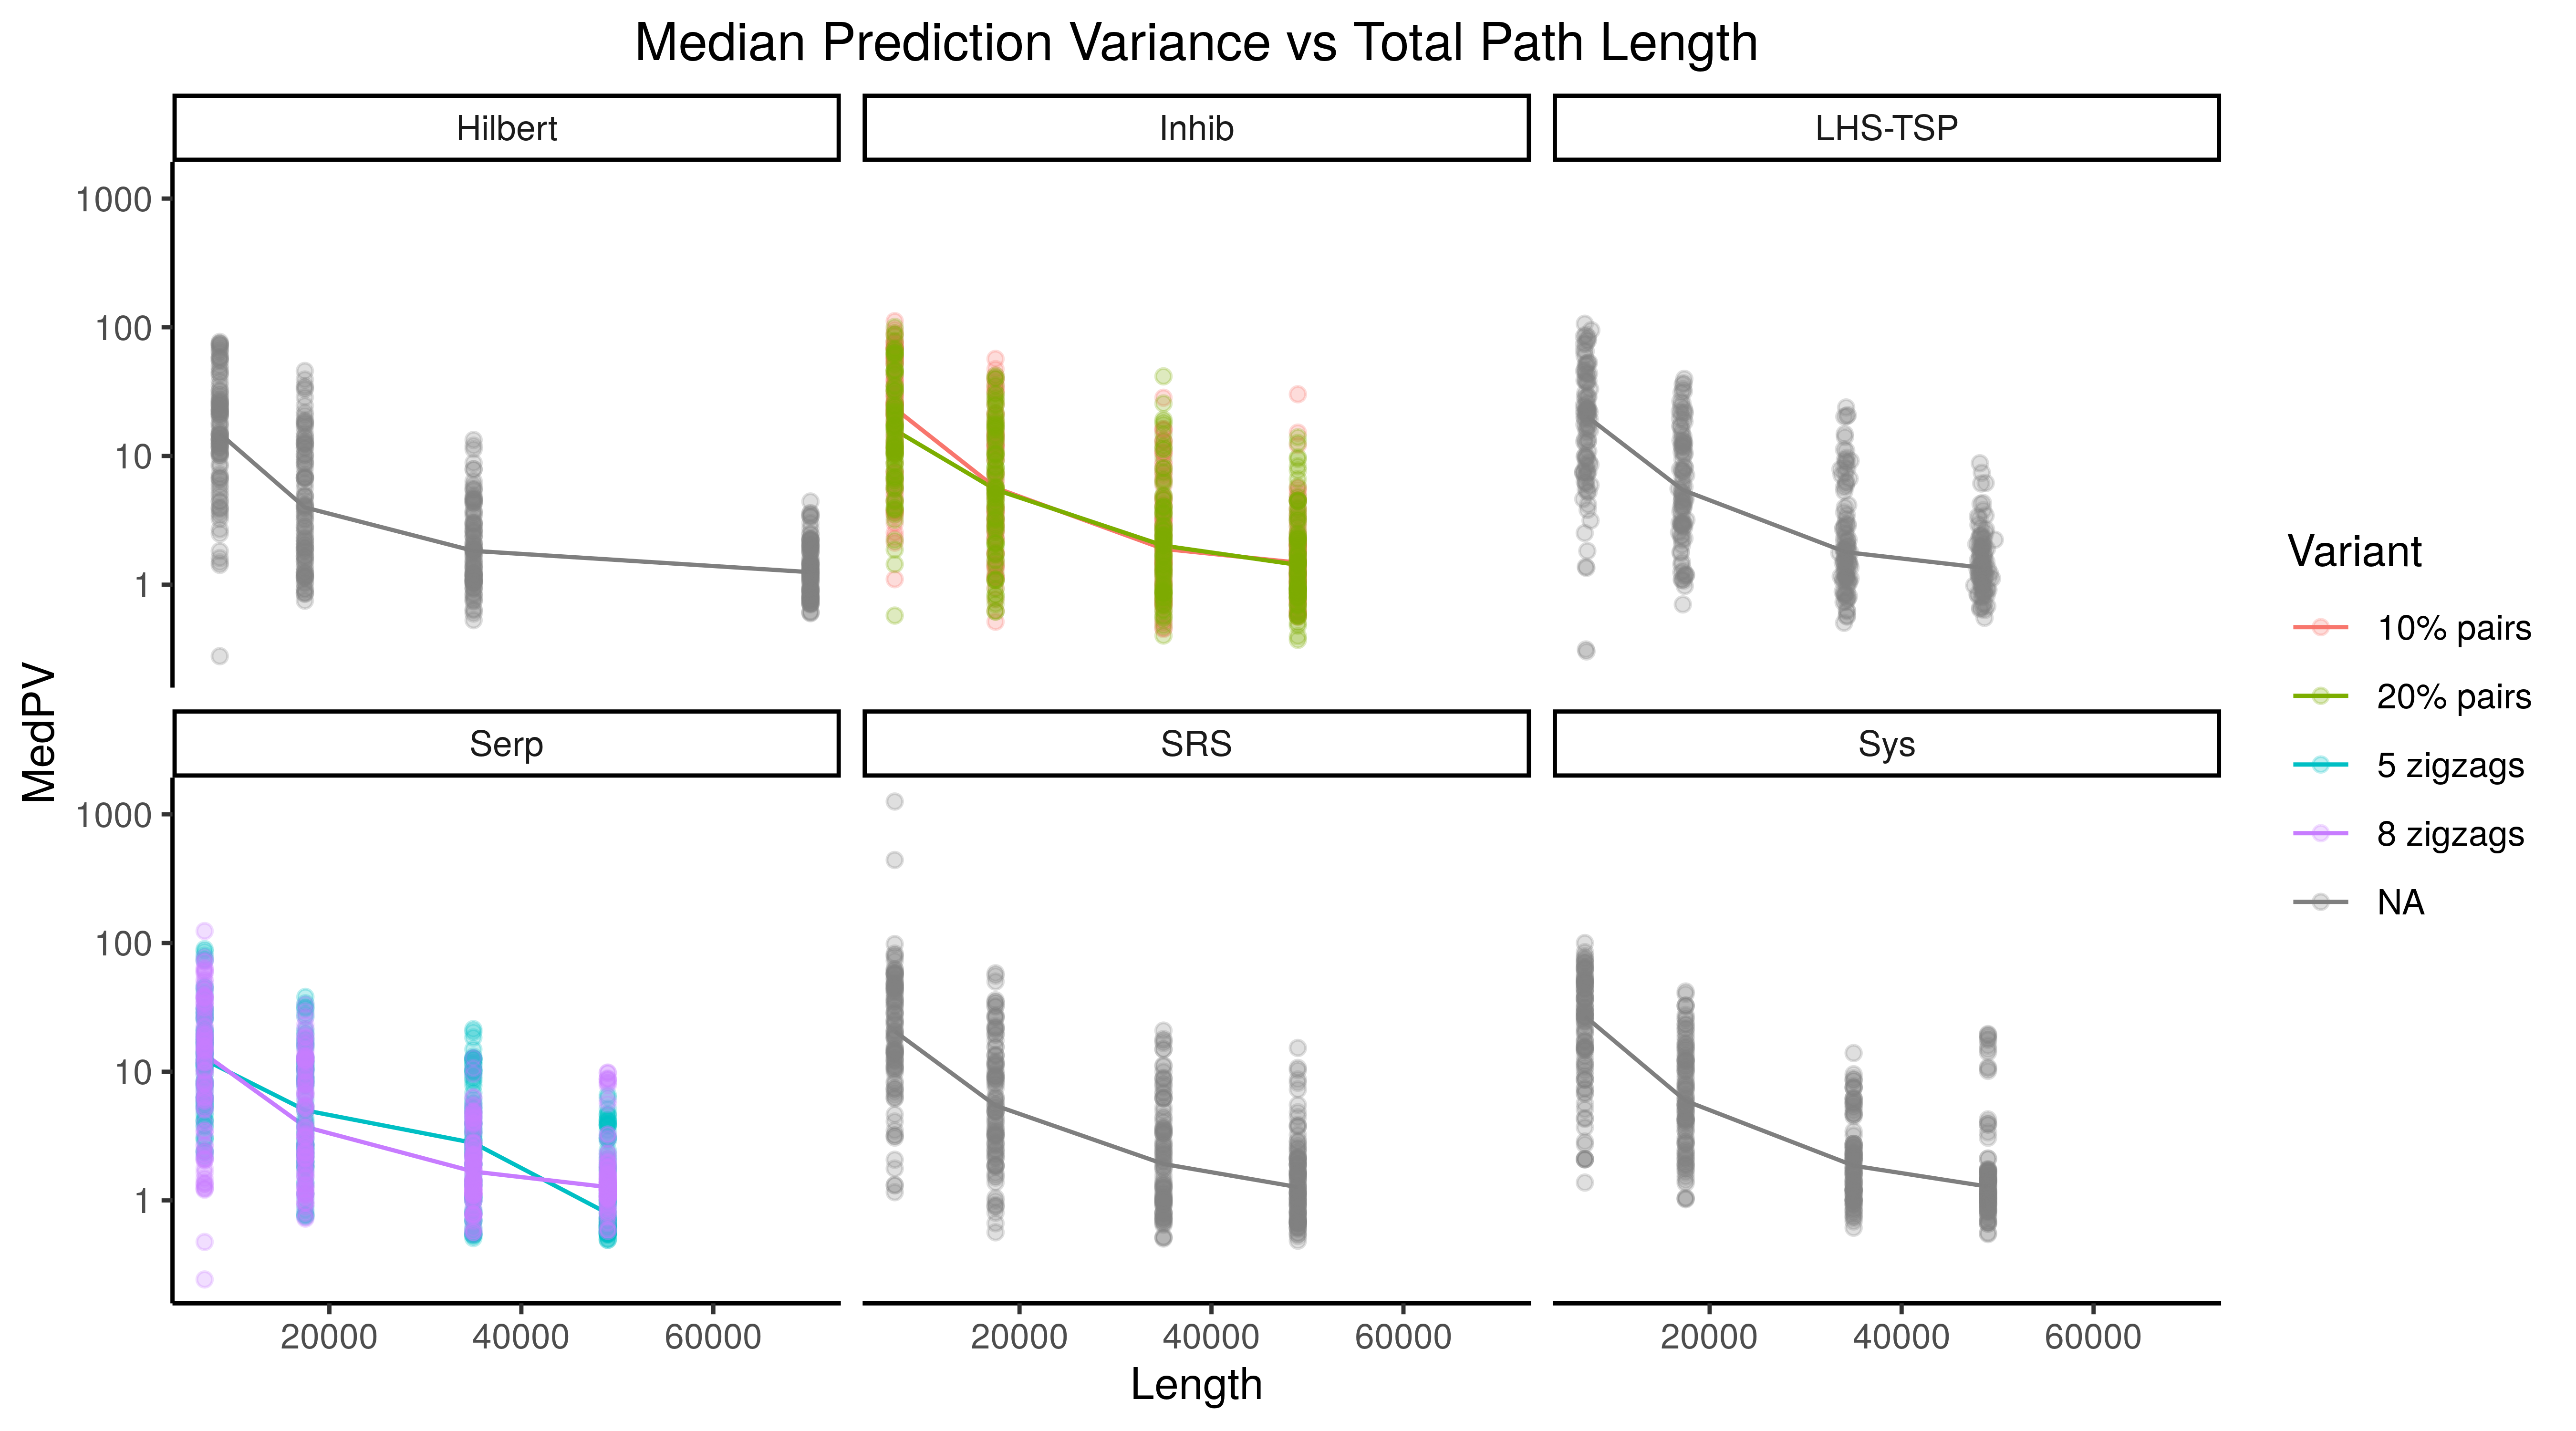 Median Prediction Variance vs Total Path Length
Hilbert
Inhib
LHS-TSP
1000
100
10
1
Serp
SRS
Sys
1000
100
10
1
MedPV
20000 40000 60000
20000 40000 60000
20000 40000 60000
Length
Variant
10% pairs
20% pairs
5 zigzags
8 zigzags
NA